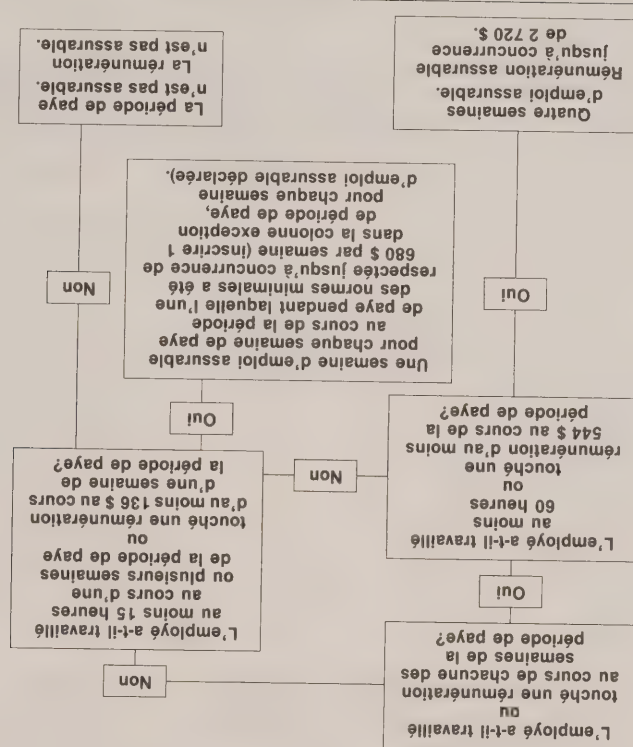 L'employé a-t-il travaillé
ou
touché une rémunération
au cours de chacune des
semaines de la
période de paye?
Non
Oui
L'employé a-t-il travaillé
au moins
60 heures
ou
touché une
rémunération d'au moins
544 $ au cours de la
période de paye?
Non
L'employé a-t-il travaillé
au moins 15 heures
au cours d'une
ou plusieurs semaines
de la période de paye
ou
touché une rémunération
d'au moins 136 $ au cours
d'une semaine de
la période de paye?
Oui
Oui
Non
Une semaine d'emploi assurable
pour chaque semaine de paye
au cours de la période
de paye pendant laquelle l'une
des normes minimales a été
respectée jusqu'à concurrence de
680 $ par semaine (inscrire 1
dans la colonne exception
de période de paye,
pour chaque semaine
d'emploi assurable déclarée).
Quatre semaines
d'emploi assurable.
Rémunération assurable
jusqu'à concurrence
de 2 720 $.
La période de paye
n'est pas assurable.
La rémunération
n'est pas assurable.